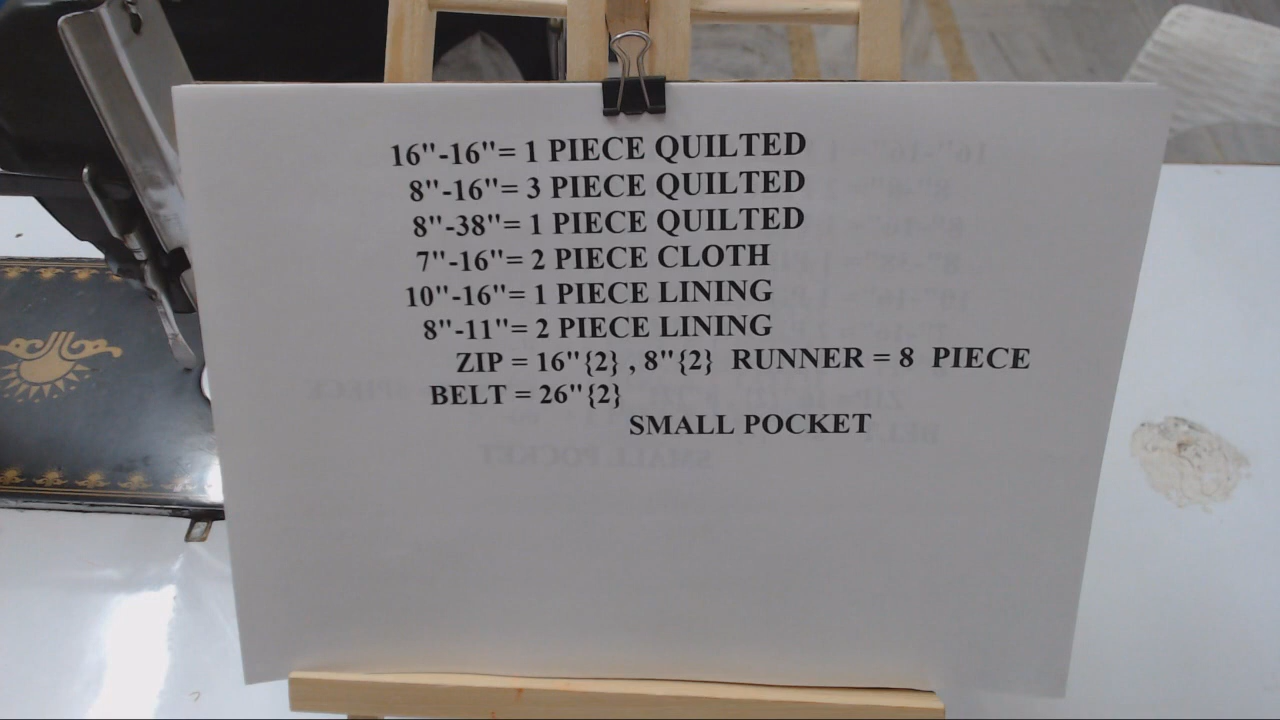 16"-16"= 1 PIECE QUILTED
8"-16"= 3 PIECE QUILTED
8"-38"= 1 PIECE QUILTED
7"-16"= 2 PIECE CLOTH
10"-16"= 1 PIECE LINING
8"-11"= 2 PIECE LINING
ZIP = 16"{2} , 8"{2} RUNNER = 8 PIECE
BELT = 26"{2}
SMALL POCKET